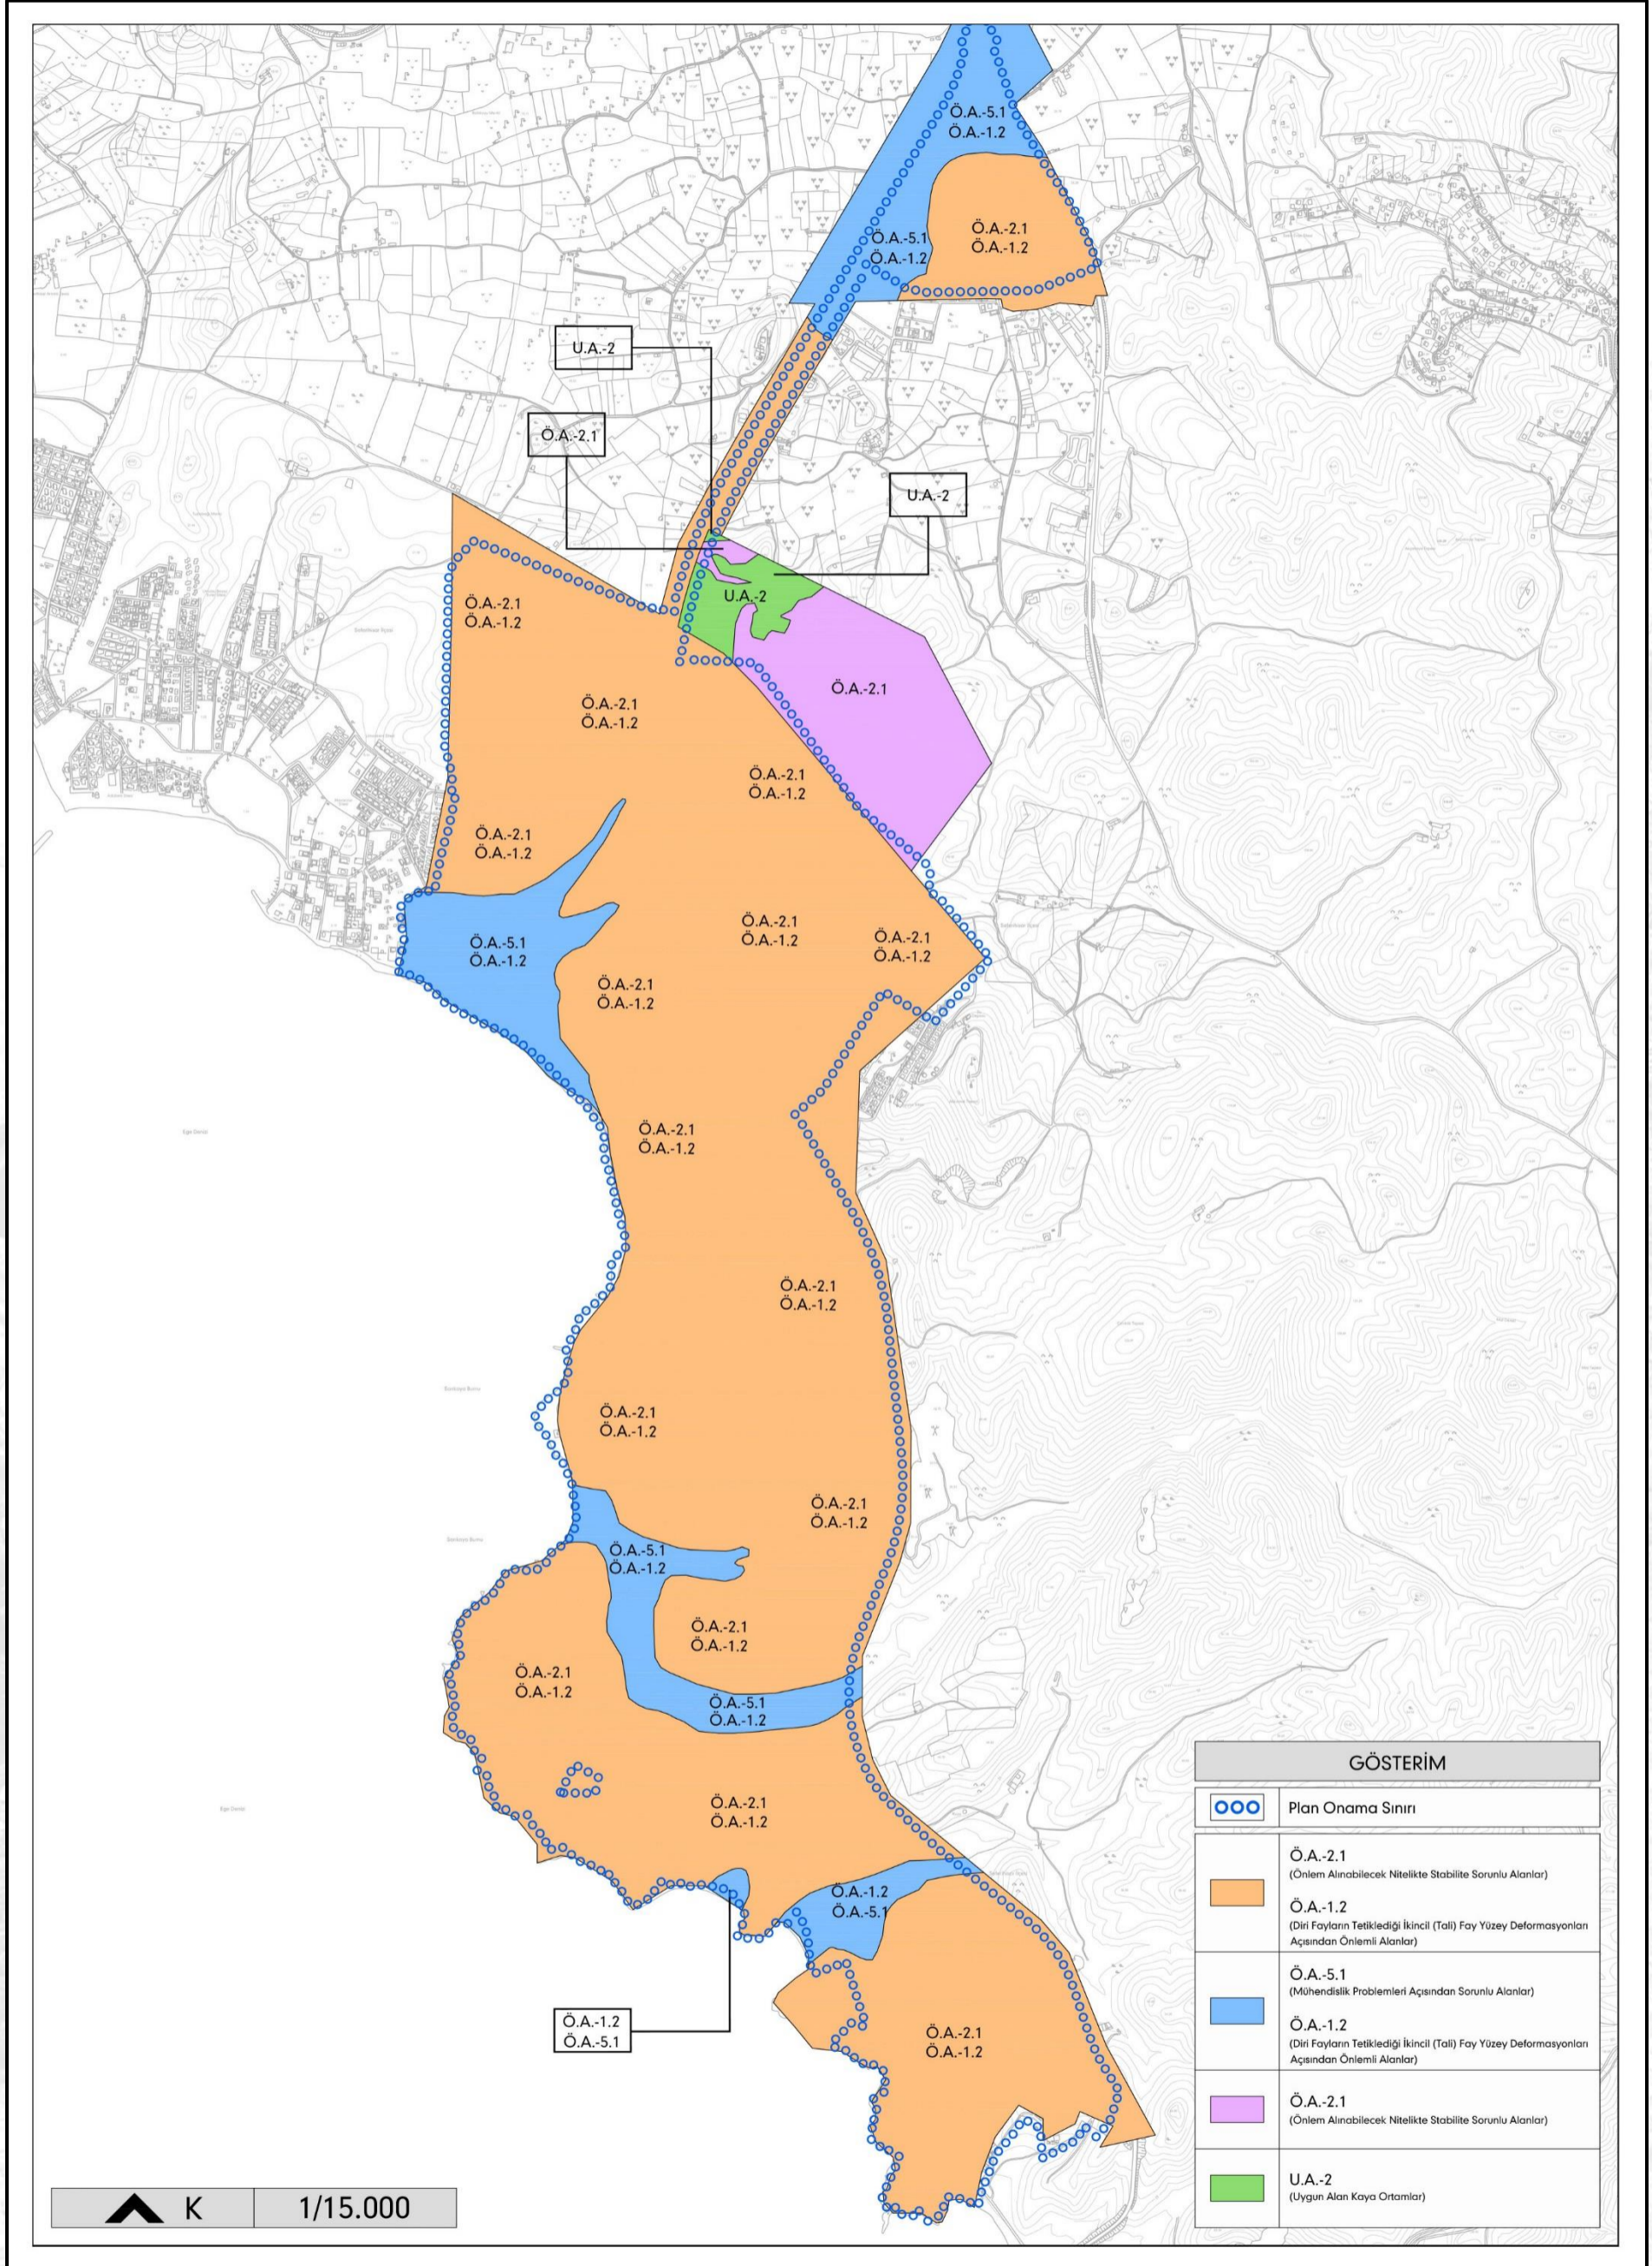 Ö.A.-5.1
Ö.A.-1.2
Ö.A.-2.1
Ö.A.-1.2
Ö.A.-5.1
Ö.A.-1.2
U.A.-2
Ö.A.-2.1
U.A.-2
U.A.-2
Ö.A.-2.1
Ö.A.-1.2
Ö.A.-2.1
Ö.A.-2.1
Ö.A.-1.2
Ö.A.-2.1
Ö.A.-1.2
Ö.A.-2.1
Ö.A.-1.2
Ö.A.-2.1
Ö.A.-1.2
Ö.A.-2.1
Ö.A.-1.2
Ö.A.-5.1
Ö.A.-1.2
Ö.A.-2.1
Ö.A.-1.2
Ö.A.-2.1
Ö.A.-1.2
Ege Denizi
Ö.A.-2.1
Ö.A.-1.2
Ö.A.-2.1
Ö.A.-1.2
Ö.A.-2.1
Ö.A.-1.2
Ö.A.-5.1
Ö.A.-1.2
Ö.A.-2.1
Ö.A.-1.2
Ö.A.-2.1
Ö.A.-1.2
Ö.A.-5.1
Ö.A.-1.2
Ege Denizi
Ö.A.-2.1
Ö.A.-1.2
Ö.A.-1.2
Ö.A.-5.1
Ö.A.-1.2
Ö.A.-5.1
Ö.A.-2.1
Ö.A.-1.2
GÖSTERİM
Plan Onama Sınırı
Ö.A.-2.1
(Önlem Alınabilecek Nitelikte Stabilite Sorunlu Alanlar)
Ö.A.-1.2
(Diri Fayların Tetiklediği İkincil (Tali) Fay Yüzey Deformasyonları
Açısından Önlemli Alanlar)
Ö.A.-5.1
(Mühendislik Problemleri Açısından Sorunlu Alanlar)
Ö.A.-1.2
(Diri Fayların Tetiklediği İkincil (Tali) Fay Yüzey Deformasyonları
Açısından Önlemli Alanlar)
Ö.A.-2.1
(Önlem Alınabilecek Nitelikte Stabilite Sorunlu Alanlar)
U.A.-2
(Uygun Alan Kaya Ortamlar)
K 1/15.000